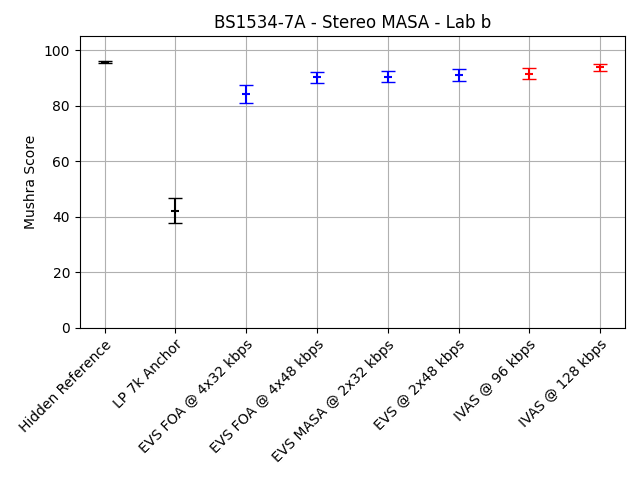 BS1534-7A - Stereo MASA - Lab b
Mushra Score
100
80
60
40
20
0
Hidden Reference
LP 7k Anchor
EVS FOA @ 4x32 kbps
EVS FOA @ 4x48 kbps
EVS MASA @ 2x32 kbps
EVS @ 2x48 kbps
IVAS @ 96 kbps
IVAS @ 128 kbps